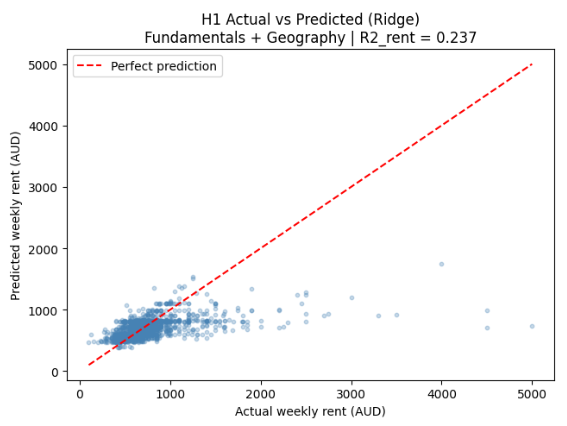 H1 Actual vs Predicted (Ridge)
Fundamentals + Geography | R2_rent = 0.237
Perfect prediction
Predicted weekly rent (AUD)
5000
4000
3000
2000
1000
0
0 1000 2000 3000 4000 5000
Actual weekly rent (AUD)